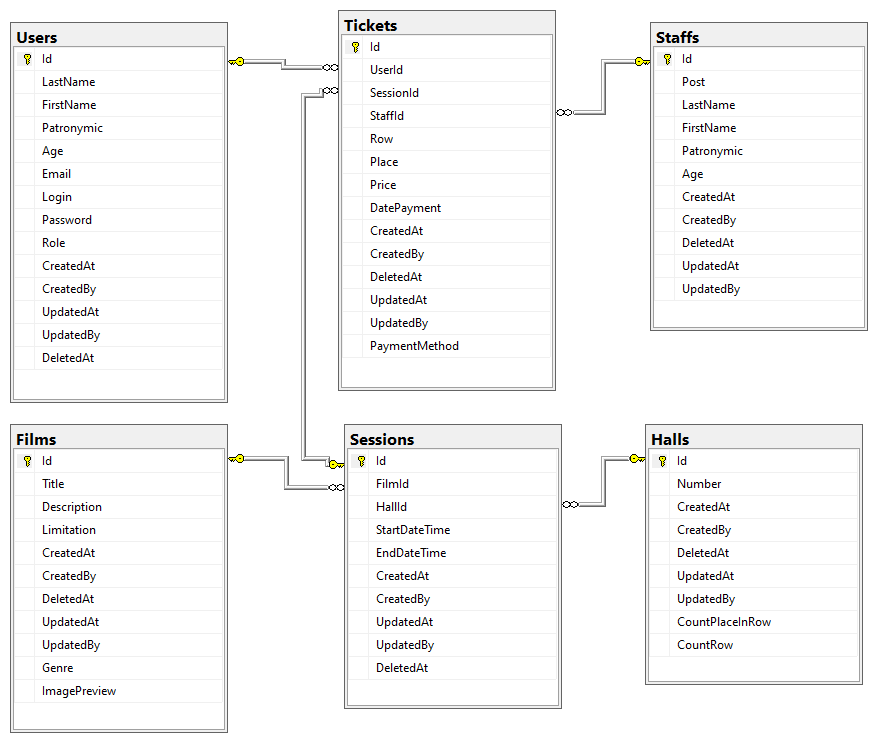 Users
Id
LastName
FirstName
Patronymic
Age
Email
Login
Password
Role
CreatedAt
CreatedBy
UpdatedAt
UpdatedBy
DeletedAt
Tickets
Id
UserId
SessionId
StaffId
Row
Place
Price
DatePayment
CreatedAt
CreatedBy
DeletedAt
UpdatedAt
UpdatedBy
PaymentMethod
Staffs
Id
Post
LastName
FirstName
Patronymic
Age
CreatedAt
CreatedBy
DeletedAt
UpdatedAt
UpdatedBy
Films
Id
Title
Description
Limitation
CreatedAt
CreatedBy
DeletedAt
UpdatedAt
UpdatedBy
Genre
ImagePreview
Sessions
Id
FilmId
HallId
StartDateTime
EndDateTime
CreatedAt
CreatedBy
UpdatedAt
UpdatedBy
DeletedAt
Halls
Id
Number
CreatedAt
CreatedBy
DeletedAt
UpdatedAt
UpdatedBy
CountPlaceInRow
CountRow